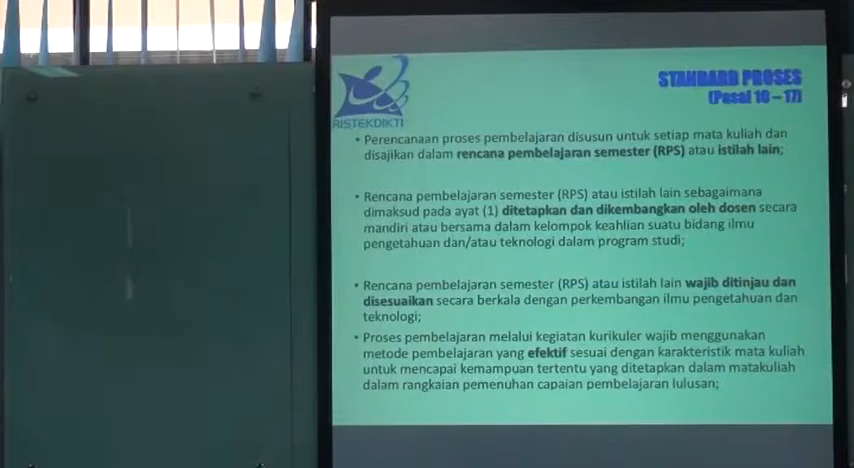 STANDARD PROSES
(Pasal 10 – 17)
RISTEKDIKTI
• Perencanaan proses pembelajaran disusun untuk setiap mata kuliah dan
disajikan dalam rencana pembelajaran semester (RPS) atau istilah lain;
• Rencana pembelajaran semester (RPS) atau istilah lain sebagaimana
dimaksud pada ayat (1) ditetapkan dan dikembangkan oleh dosen secara
mandiri atau bersama dalam kelompok keahlian suatu bidang ilmu
pengetahuan dan/atau teknologi dalam program studi;
• Rencana pembelajaran semester (RPS) atau istilah lain wajib ditinjau dan
disesuaikan secara berkala dengan perkembangan ilmu pengetahuan dan
teknologi;
• Proses pembelajaran melalui kegiatan kurikuler wajib menggunakan
metode pembelajaran yang efektif sesuai dengan karakteristik mata kuliah
untuk mencapai kemampuan tertentu yang ditetapkan dalam matakuliah
dalam rangkaian pemenuhan capaian pembelajaran lulusan;